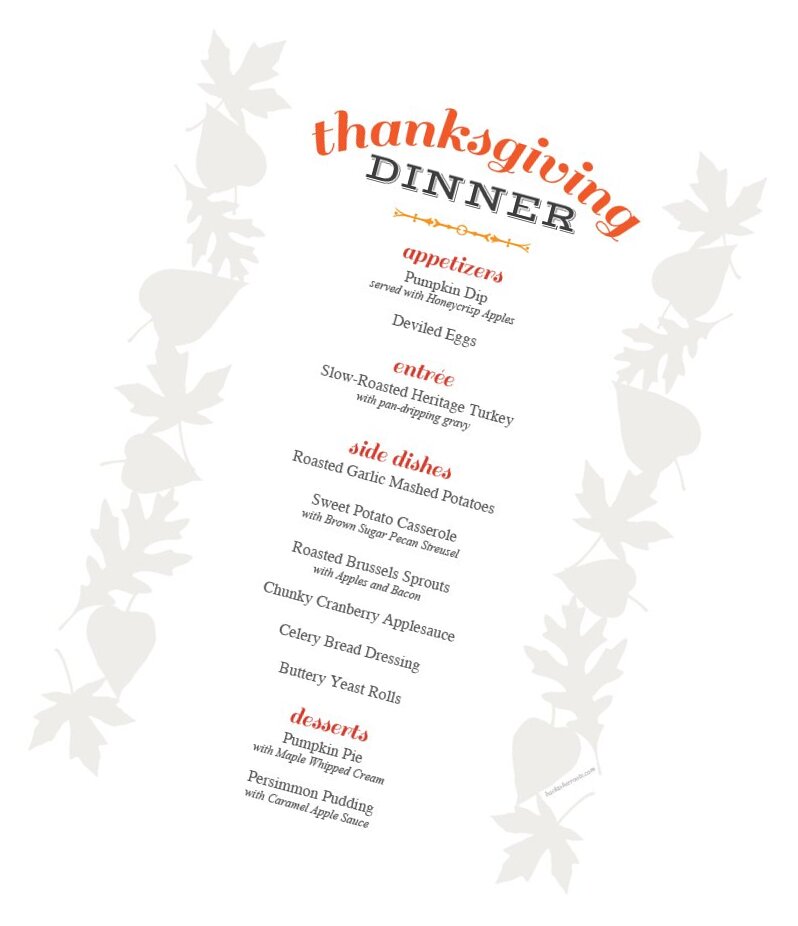 thanksgiving
DINNER
appetizers
Pumpkin Dip
served with Honeycrisp Apples
Deviled Eggs
entrée
Slow-Roasted Heritage Turkey
with pan-dripping gravy
side dishes
Roasted Garlic Mashed Potatoes
Sweet Potato Casserole
with Brown Sugar Pecan Streusel
Roasted Brussels Sprouts
with Apples and Bacon
Chunky Cranberry Applesauce
Celery Bread Dressing
Buttery Yeast Rolls
desserts
Pumpkin Pie
with Maple Whipped Cream
Persimmon Pudding
with Caramel Apple Sauce